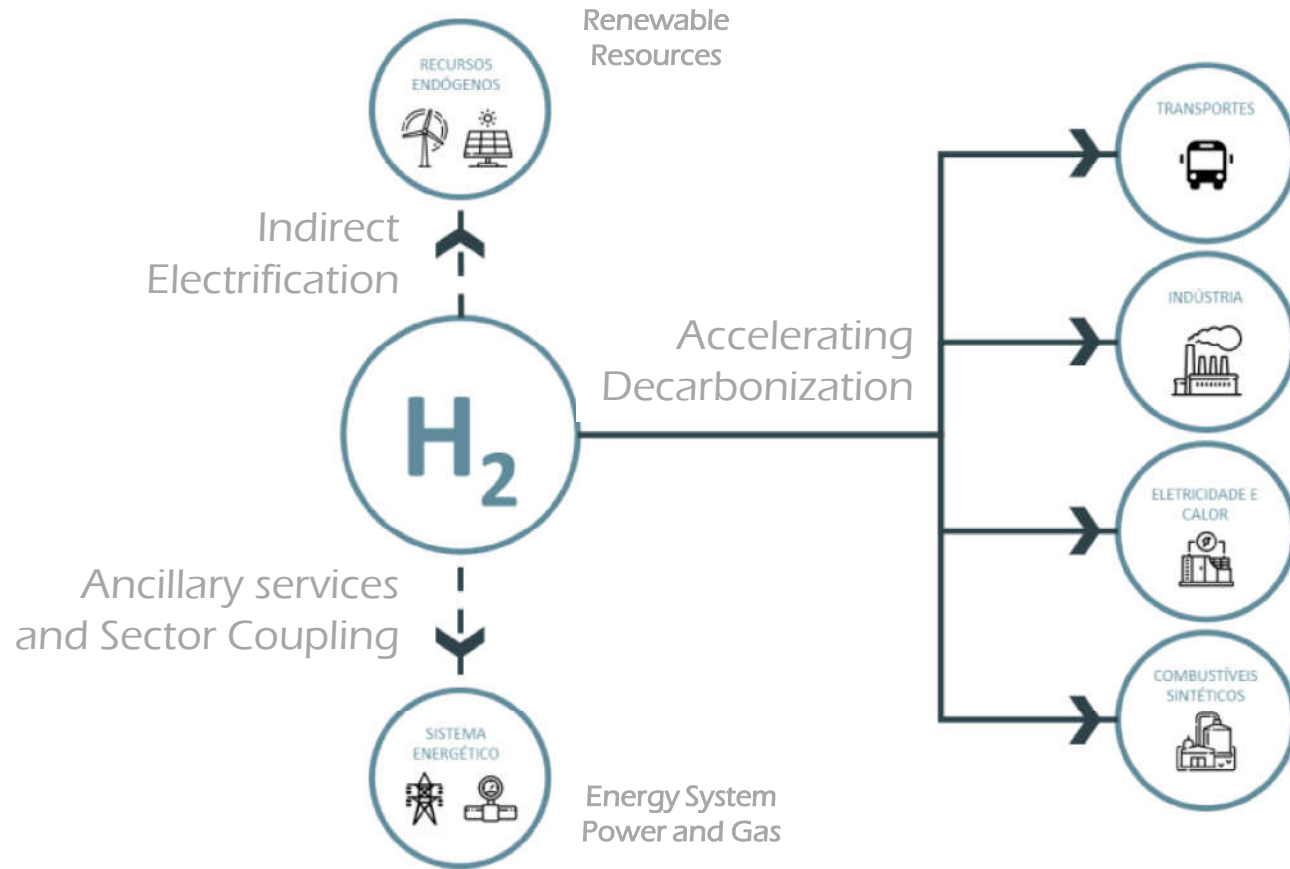 Renewable
Resources
RECURSOS
ENDÓGENOS
TRANSPORTES
Indirect
Electrification
INDÚSTRIA
Accelerating
Decarbonization
H2
ELETRICIDADE E
CALOR
Ancillary services
and Sector Coupling
COMBUSTÍVEIS
SINTÉTICOS
SISTEMA
ENERGÉTICO
Energy System
Power and Gas